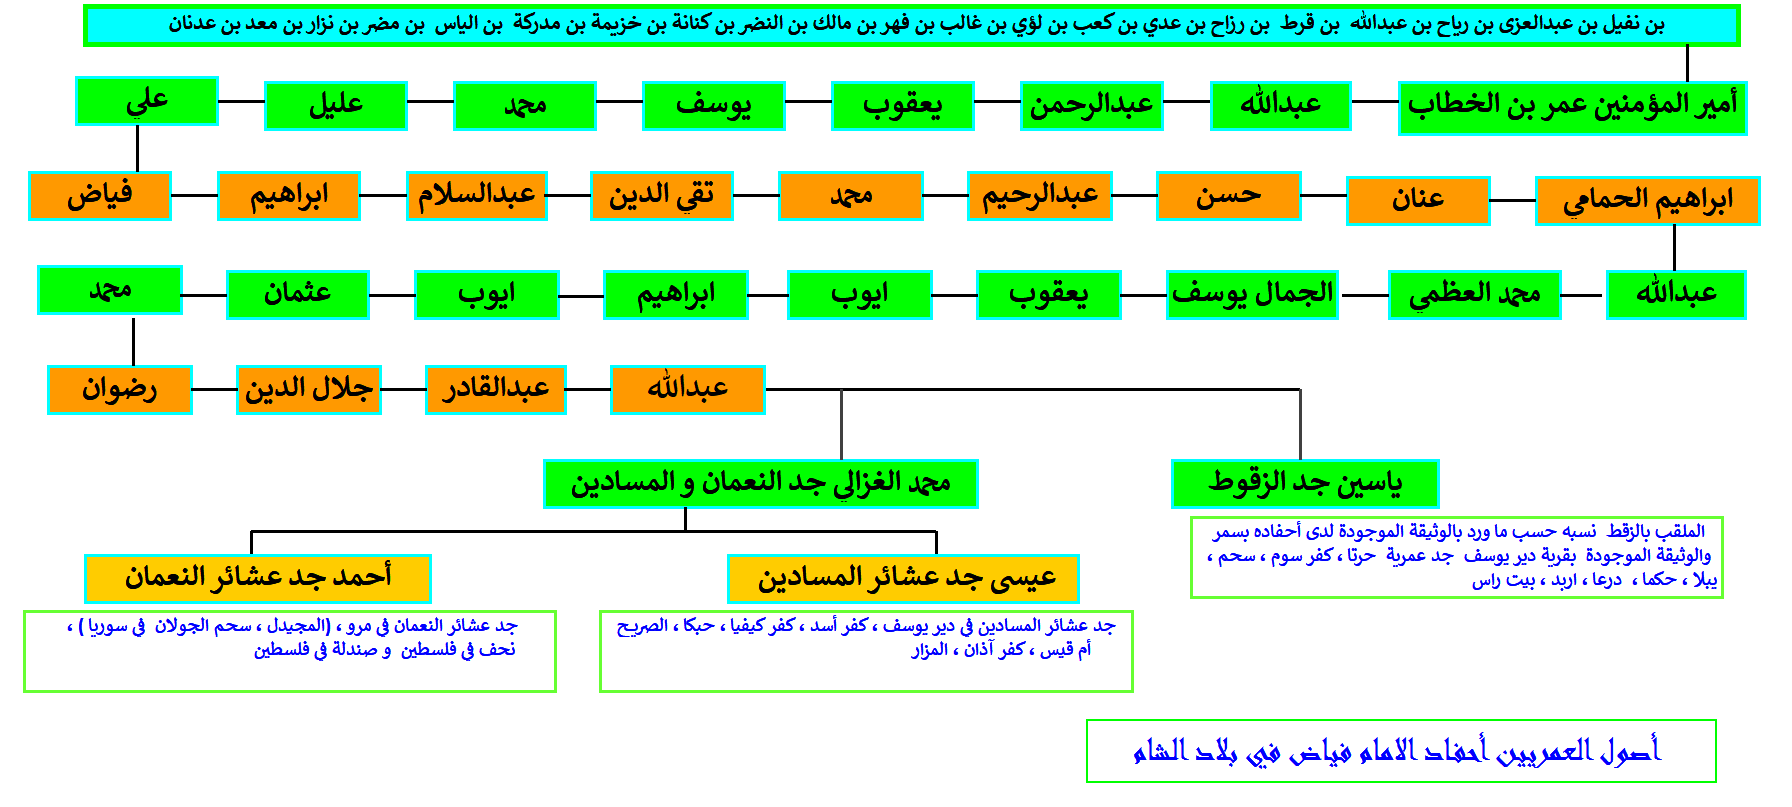 بن نفيل بن عبدالعزى بن رياح بن عبدالله بن قرط بن رزاح بن عدي بن كعب بن لؤي بن غالب بن فهر بن مالك بن النضر بن كنانة بن خزيمة بن مدركة بن الياس بن مضر بن نزار بن معد بن عدنان
أمير المؤمنين عمر بن الخطاب
عبدالله
عبدالرحمن
يعقوب
يوسف
محمد
عليل
علي
ابراهيم الحمامي
عنان
حسن
عبدالرحيم
محمد
تقي الدين
عبدالسلام
ابراهيم
فياض
عبدالله
محمد العظمي
الجمال يوسف
يعقوب
ايوب
ابراهيم
ايوب
عثمان
محمد
عبدالله
عبدالقادر
جلال الدين
رضوان
ياسين جد الزقوط
محمد الغزالي جد النعمان و المسادين
الملقب بالزقط نسبه حسب ما ورد بالوثيقة الموجودة لدى أحفاده بسمر
والوثيقة الموجودة بقرية دير يوسف جد عمرية حرتا ، كفر سوم ، سحم ،
يبلا ، حكما ، درعا ، اربد ، بيت راس
عيسى جد عشائر المسادين
أحمد جد عشائر النعمان
جد عشائر المسادين في دير يوسف ، كفر أسد ، كفر كيفيا ، حبكا ، الصريح
أم قيس ، كفر آذان ، المزار
جد عشائر النعمان في مرو ، (المجيدل ، سحم الجولان في سوريا ) ،
نحف في فلسطين و صندلة في فلسطين
أصول العمريين أحفاد الامام فياض في بلاد الشام